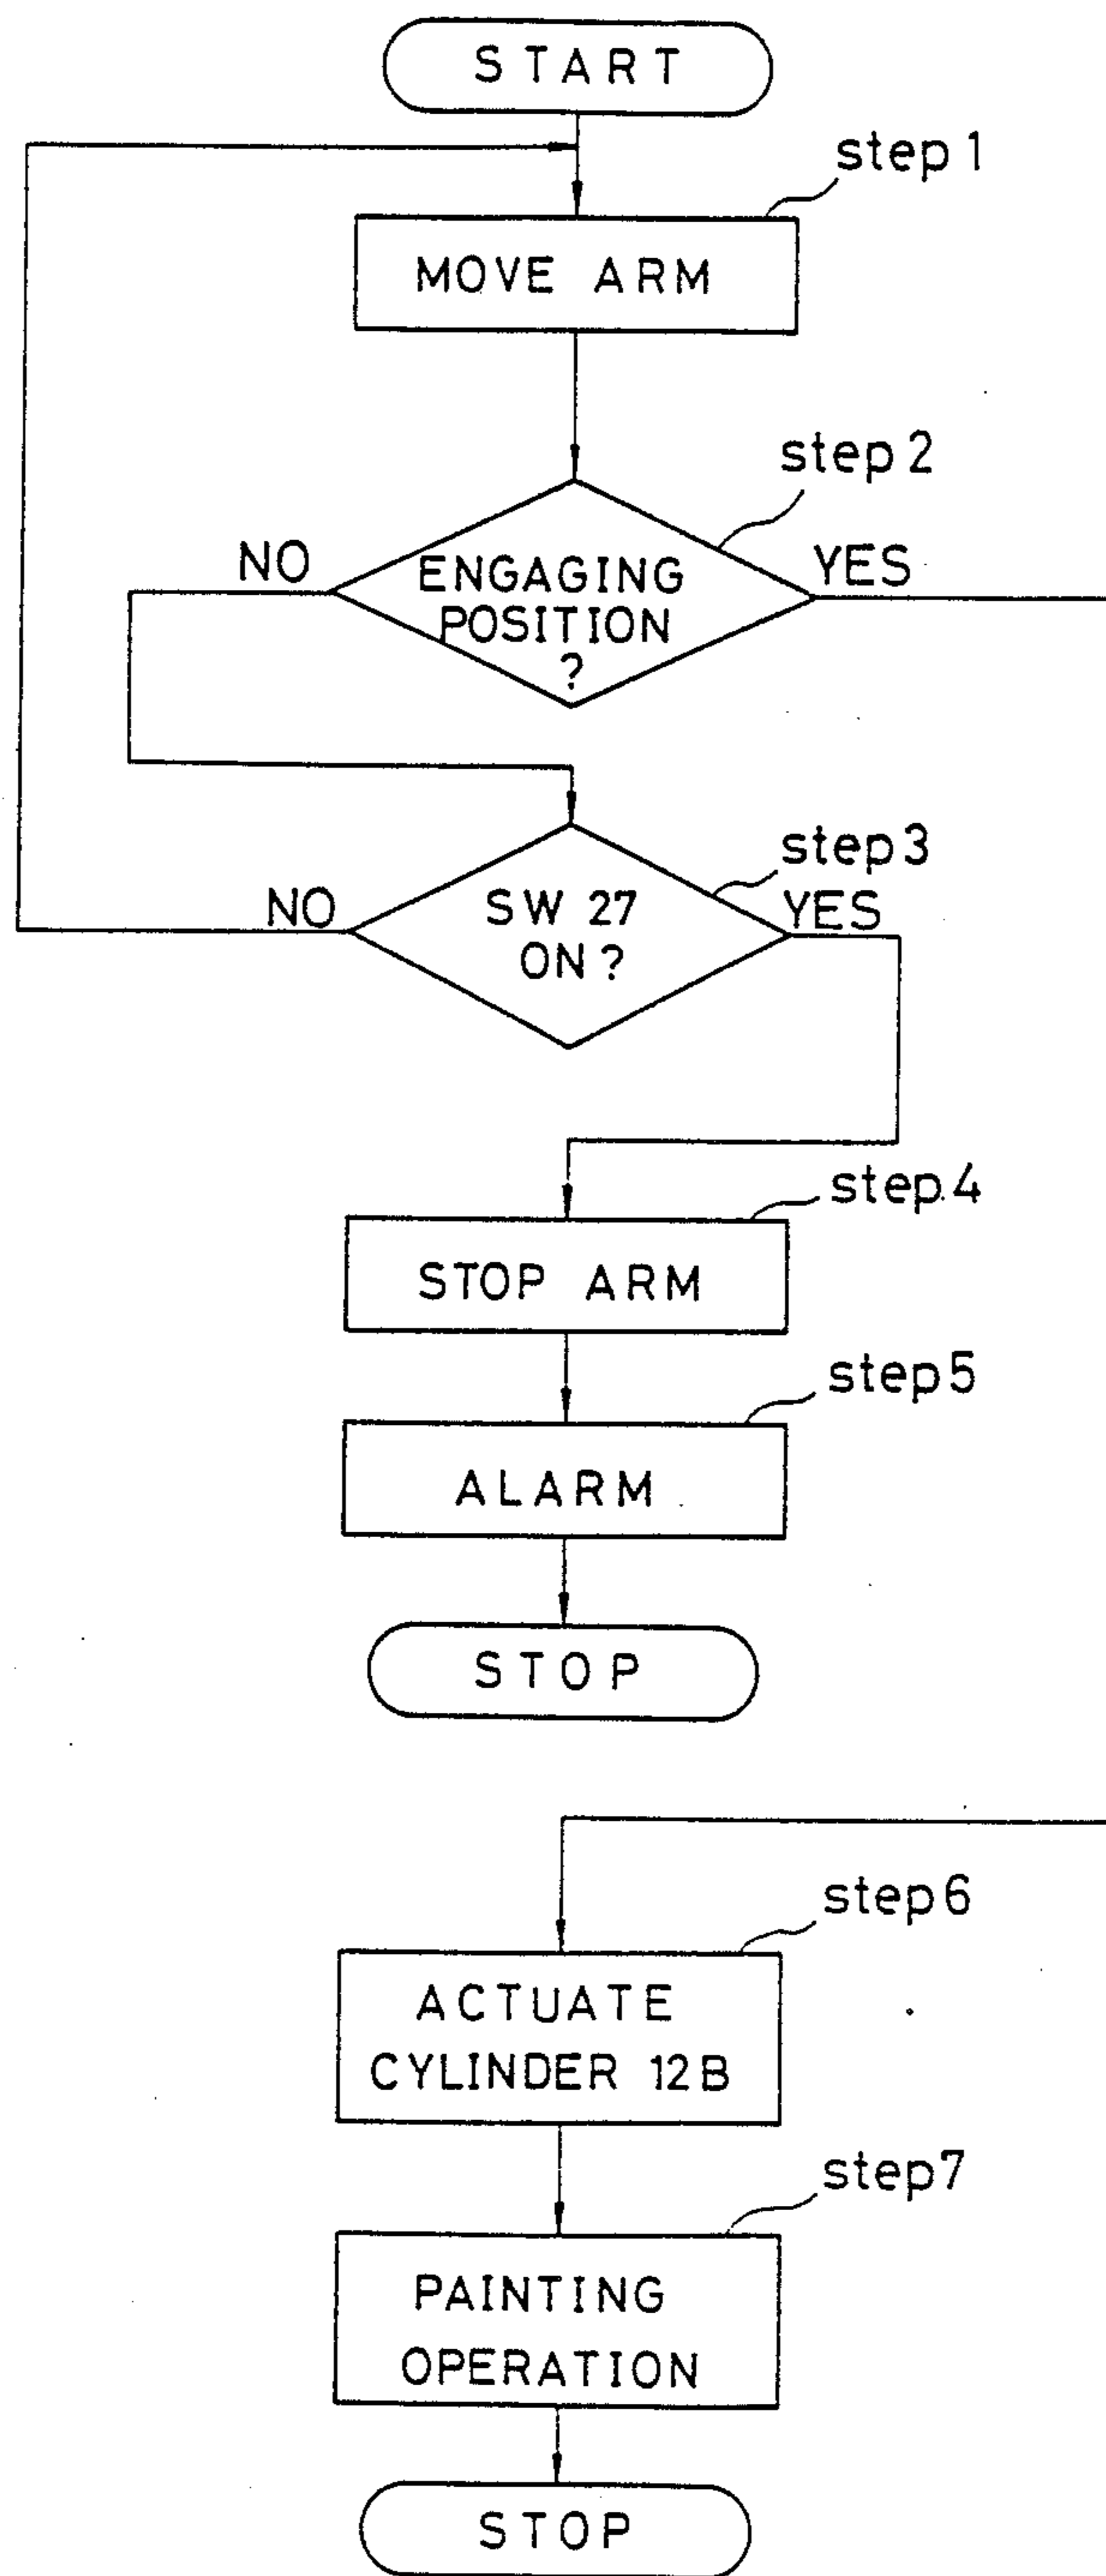 START
step 1
MOVE ARM
step 2
NO
ENGAGING
POSITION
?
YES
step 3
NO
SW 27
ON?
YES
step 4
STOP ARM
step 5
ALARM
STOP
step 6
ACTUATE
CYLINDER 12B
step 7
PAINTING
OPERATION
STOP